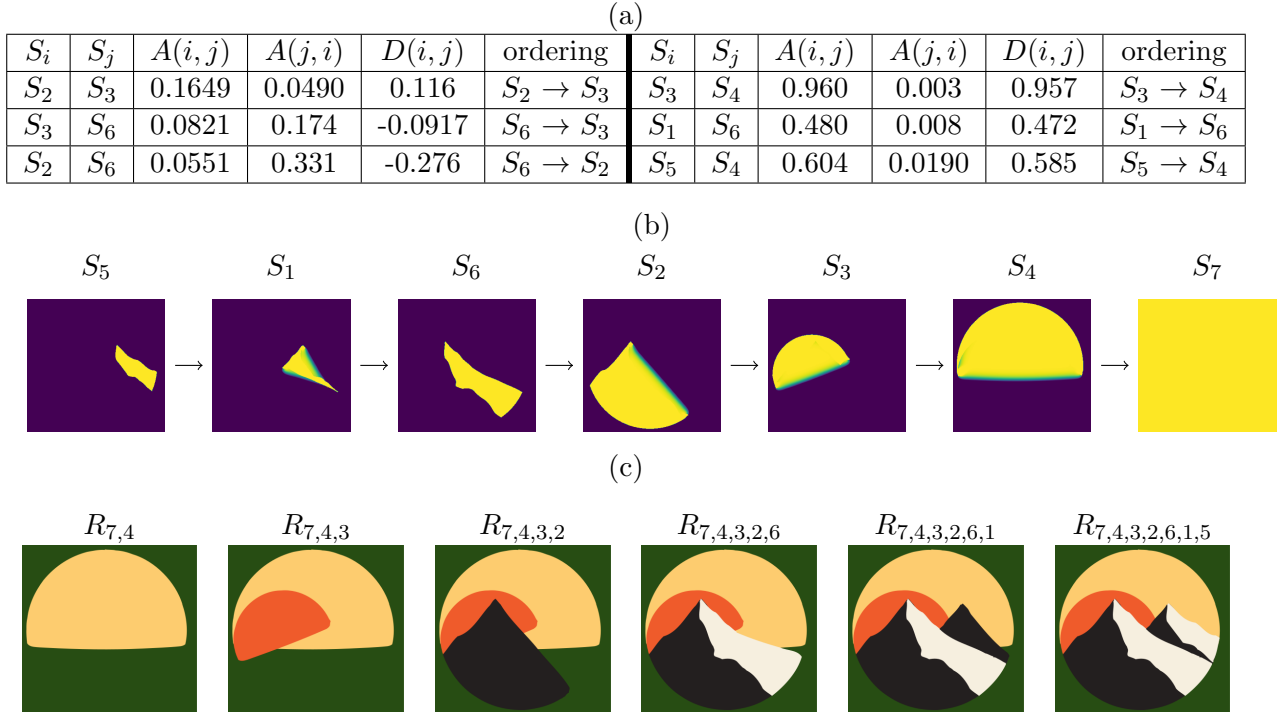 (a)
S_i S_j A(i, j) A(j, i) D(i, j) ordering S_i S_j A(i, j) A(j, i) D(i, j) ordering
S_2 S_3 0.1649 0.0490 0.116 S_2 → S_3 S_3 S_4 0.960 0.003 0.957 S_3 → S_4
S_3 S_6 0.0821 0.174 -0.0917 S_6 → S_3 S_1 S_6 0.480 0.008 0.472 S_1 → S_6
S_2 S_6 0.0551 0.331 -0.276 S_6 → S_2 S_5 S_4 0.604 0.0190 0.585 S_5 → S_4
(b)
S_5 S_1 S_6 S_2 S_3 S_4 S_7
→ → → → → →
(c)
R_{7,4} R_{7,4,3} R_{7,4,3,2} R_{7,4,3,2,6} R_{7,4,3,2,6,1} R_{7,4,3,2,6,1,5}